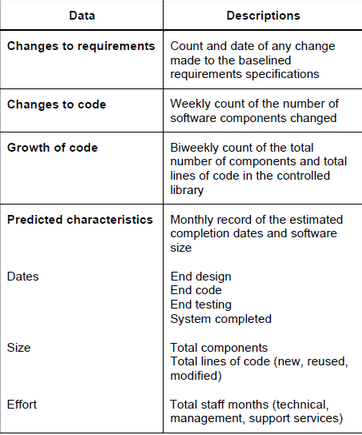 Data
Descriptions
Changes to requirements
Count and date of any change
made to the baselined
requirements specifications
Changes to code
Weekly count of the number of
software components changed
Growth of code
Biweekly count of the total
number of components and total
lines of code in the controlled
library
Predicted characteristics
Monthly record of the estimated
completion dates and software
size
Dates
End design
End code
End testing
System completed
Size
Total components
Total lines of code (new, reused,
modified)
Effort
Total staff months (technical,
management, support services)